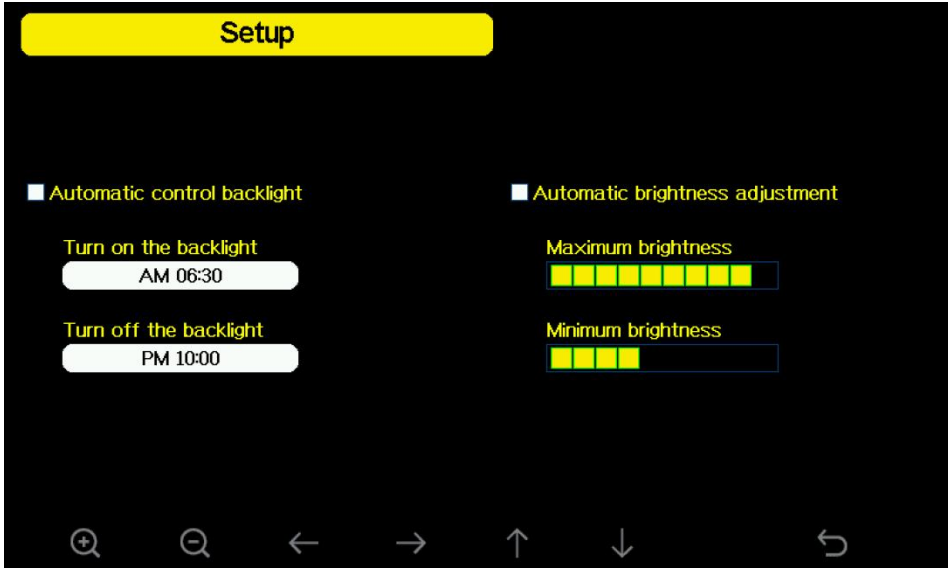 Setup
Automatic control backlight
Turn on the backlight
AM 06:30
Turn off the backlight
PM 10:00
Automatic brightness adjustment
Maximum brightness
Minimum brightness